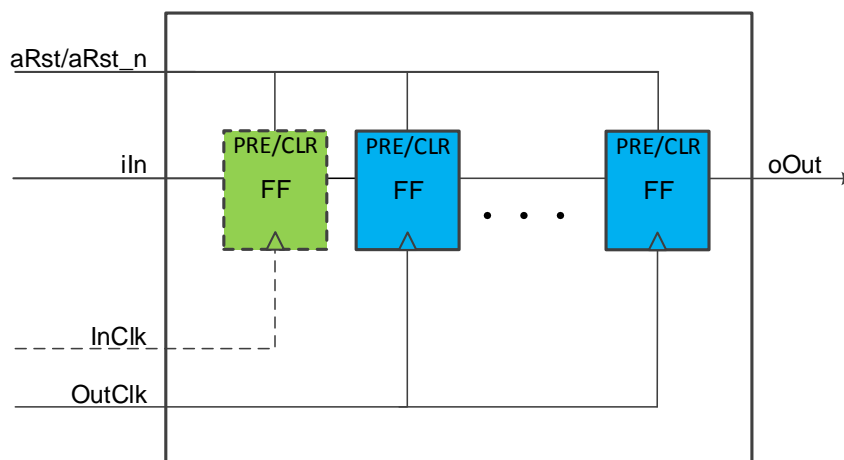 aRst/aRst_n
PRE/CLR PRE/CLR PRE/CLR
iIn FF FF . . . FF oOut
InClk
OutClk